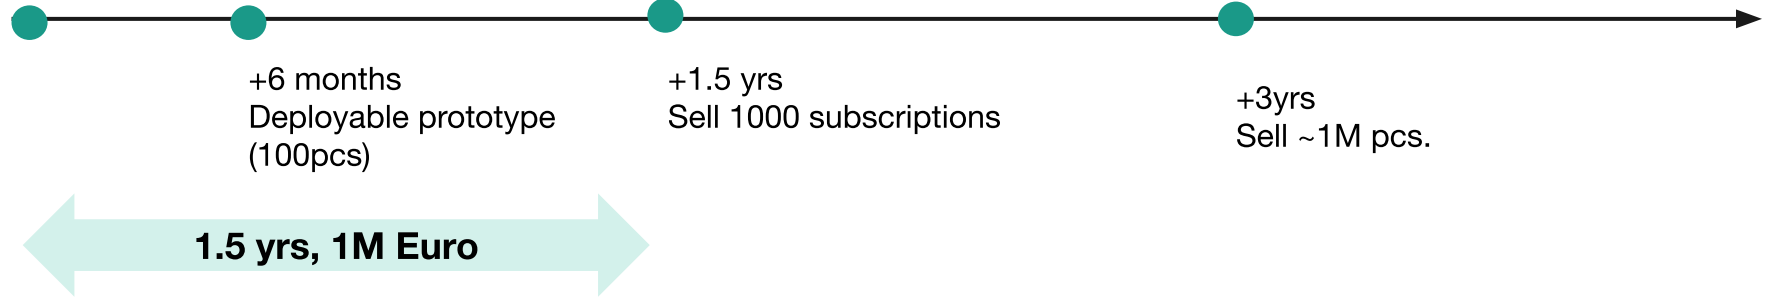 +6 months
Deployable prototype
(100pcs)
+1.5 yrs
Sell 1000 subscriptions
+3yrs
Sell ~1M pcs.
1.5 yrs, 1M Euro